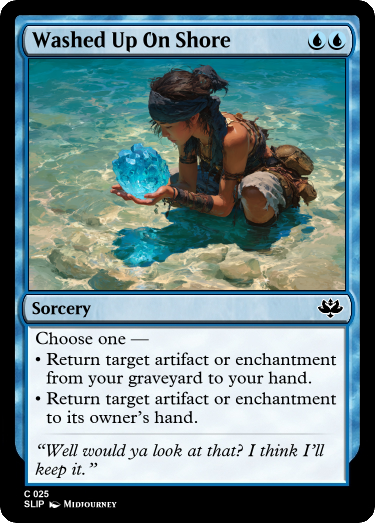 Washed Up On Shore
Sorcery
Choose one —
• Return target artifact or enchantment
from your graveyard to your hand.
• Return target artifact or enchantment
to its owner's hand.
“Well would ya look at that? I think I'll
keep it.”
C 025
SLIP Midjourney